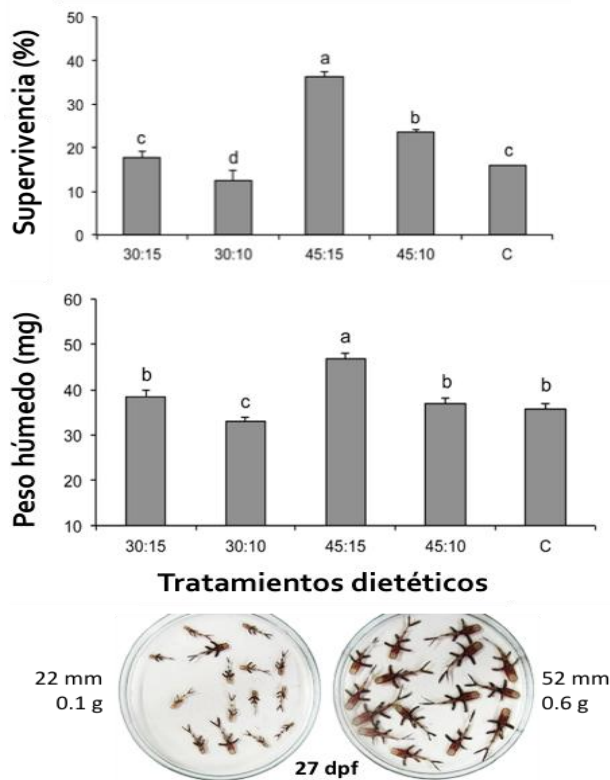 Supervivencia (%)
50
40
30
20
10
0
c
d
a
b
c
30:15 30:10 45:15 45:10 C
Peso húmedo (mg)
60
50
40
30
20
10
b
c
a
b
b
30:15 30:10 45:15 45:10 C
Tratamientos dietéticos
22 mm
0.1 g
52 mm
0.6 g
27 dpf